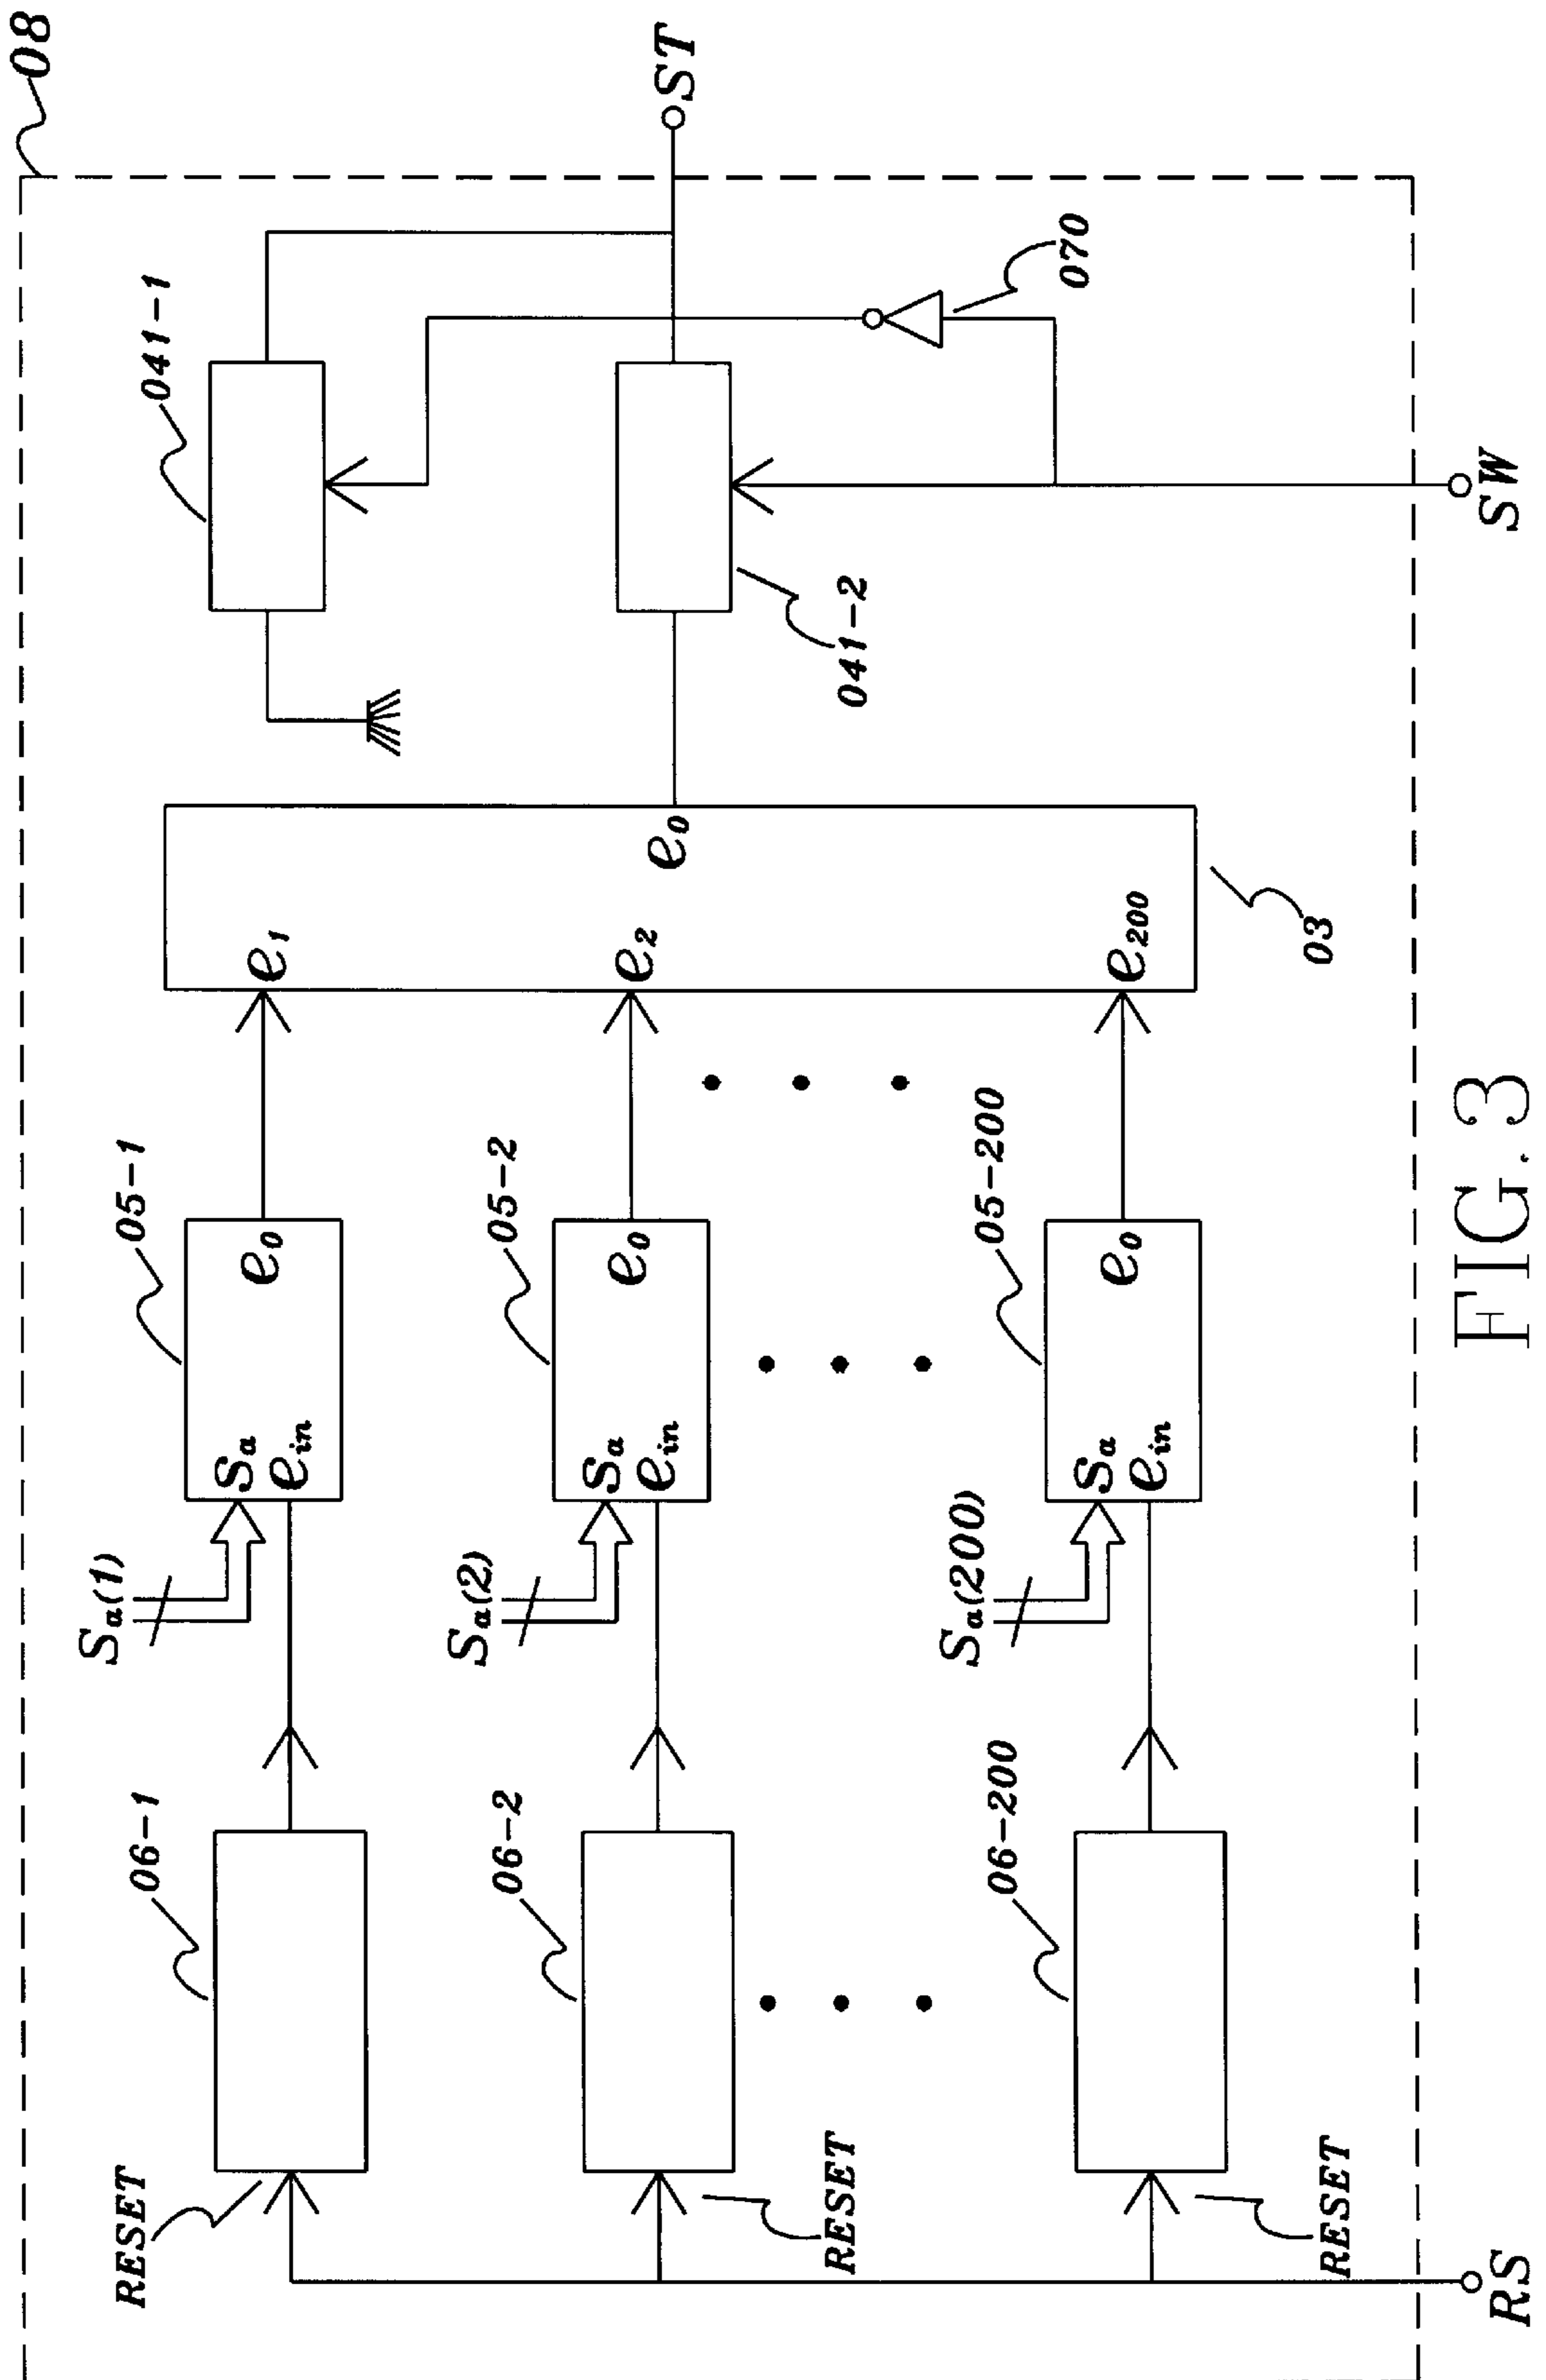 08
RESET
06-1
Sa(1)
Sa
ein
e0
05-1
e1
041-1
RESET
06-2
Sa(2)
Sa
ein
e0
05-2
e2
e0
041-2
ST
RESET
06-200
Sa(200)
Sa
ein
e0
05-200
e200
03
070
RS
SW
FIG.3